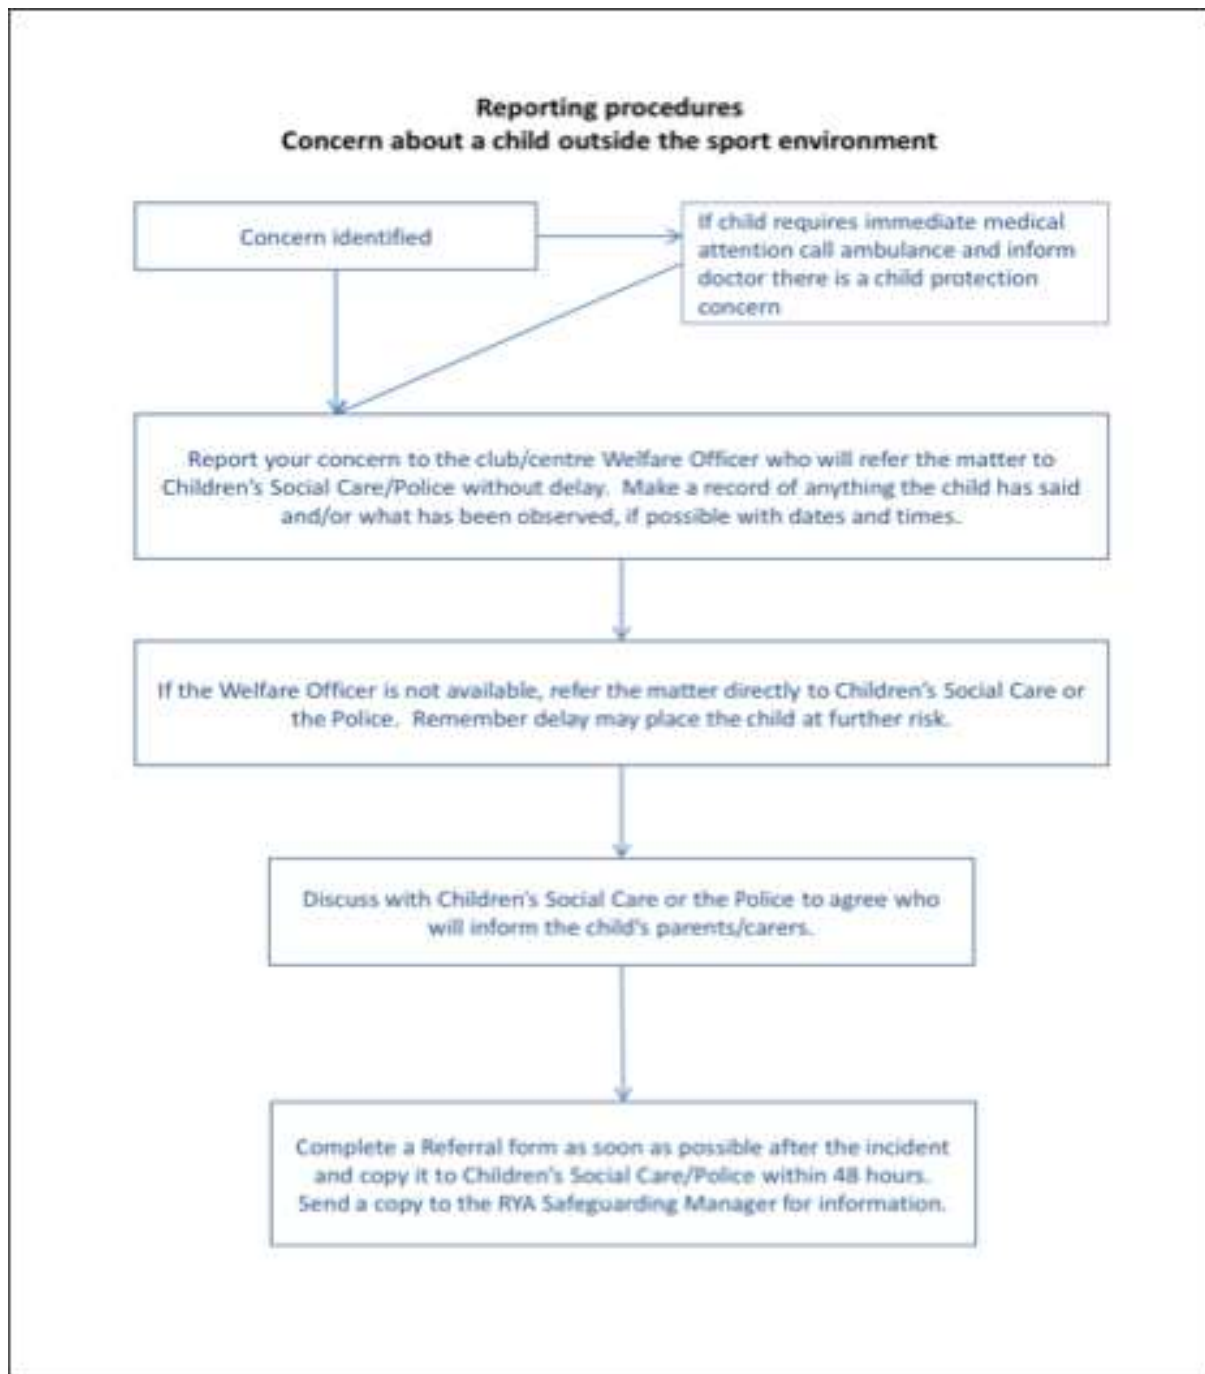 Reporting procedures
Concern about a child outside the sport environment
Concern identified
If child requires immediate medical
attention call ambulance and inform
doctor there is a child protection
concern
Report your concern to the club/centre Welfare Officer who will refer the matter to
Children's Social Care/Police without delay.  Make a record of anything the child has said
and/or what has been observed, if possible with dates and times.
If the Welfare Officer is not available, refer the matter directly to Children's Social Care or
the Police.  Remember delay may place the child at further risk.
Discuss with Children's Social Care or the Police to agree who
will inform the child's parents/carers.
Complete a Referral form as soon as possible after the incident
and copy it to Children's Social Care/Police within 48 hours.
Send a copy to the RYA Safeguarding Manager for information.